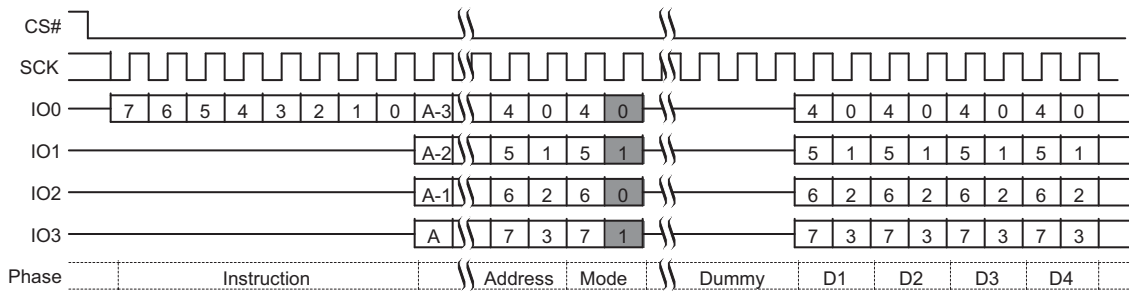 CS#
SCK
IO0 7 6 5 4 3 2 1 0 A-3 4 0 4 0 4 0 4 0 4 0 4 0
IO1 A-2 5 1 5 1 5 1 5 1 5 1 5 1
IO2 A-1 6 2 6 0 6 2 6 2 6 2 6 2
IO3 A 7 3 7 1 7 3 7 3 7 3 7 3
Phase Instruction Address Mode Dummy D1 D2 D3 D4